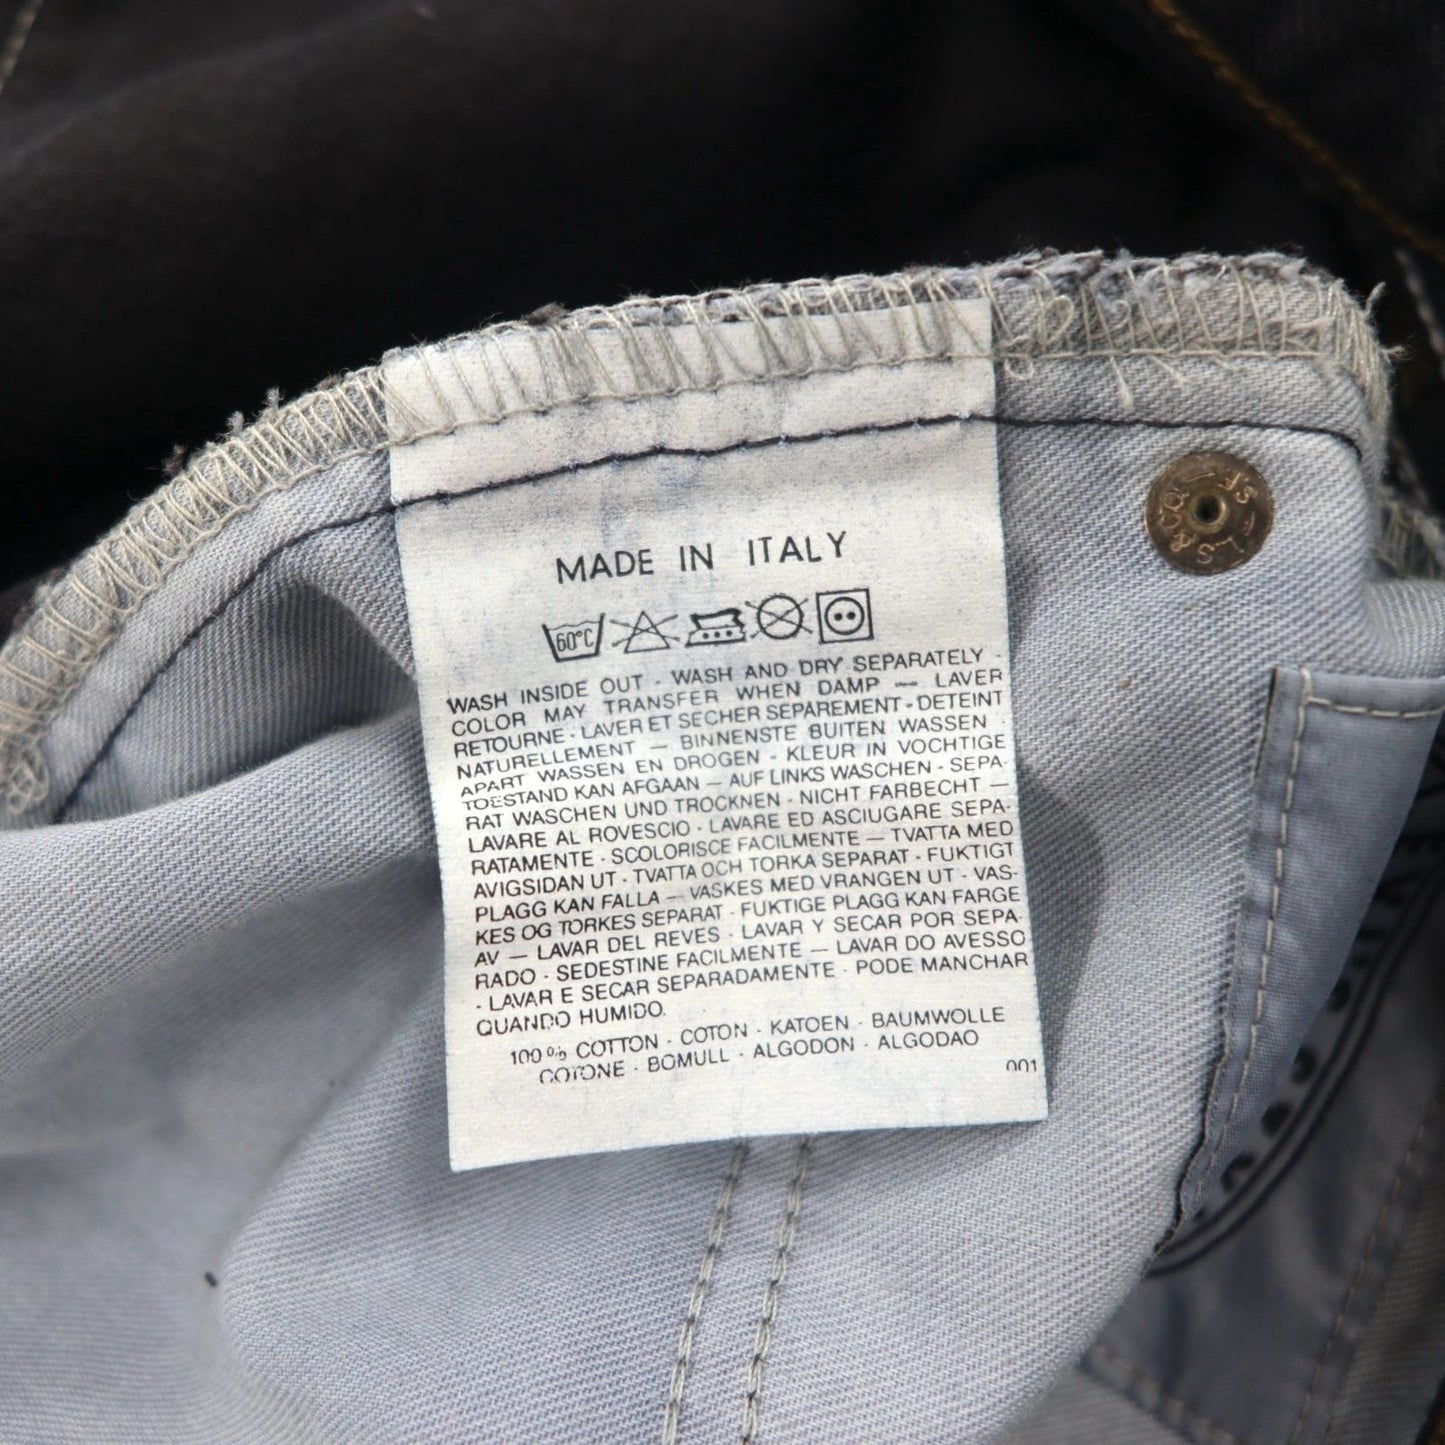 MADE IN ITALY
60°C
WASH INSIDE OUT - WASH AND DRY SEPARATELY -
COLOR MAY TRANSFER WHEN DAMP — LAVER
RETOURNE - LAVER ET SECHER SEPAREMENT - DETEINT
NATURELLEMENT — BINNENSTE BUITEN WASSEN
APART WASSEN EN DROGEN - KLEUR IN VOCHTIGE
TOESTAND KAN AFGAAN — AUF LINKS WASCHEN - SEPA-
RAT WASCHEN UND TROCKNEN - NICHT FARBECHT —
LAVARE AL ROVESCIO - LAVARE ED ASCIUGARE SEPA-
RATAMENTE - SCOLORISCE FACILMENTE — TVATTA MED
AVIGSIDAN UT - TVATTA OCH TORKA SEPARAT - FUKTIGT
PLAGG KAN FALLA — VASKES MED VRANGEN UT - VAS-
KES OG TORKES SEPARAT - FUKTIGE PLAGG KAN FARGE
AV — LAVAR DEL REVES - LAVAR Y SECAR POR SEPA-
RADO - SEDESTINE FACILMENTE — LAVAR DO AVESSO
- LAVAR E SECAR SEPARADAMENTE - PODE MANCHAR
QUANDO HUMIDO.
100% COTTON - COTON - KATOEN - BAUMWOLLE
COTONE - BOMULL - ALGODON - ALGODAO
001
LS&CO - SF -